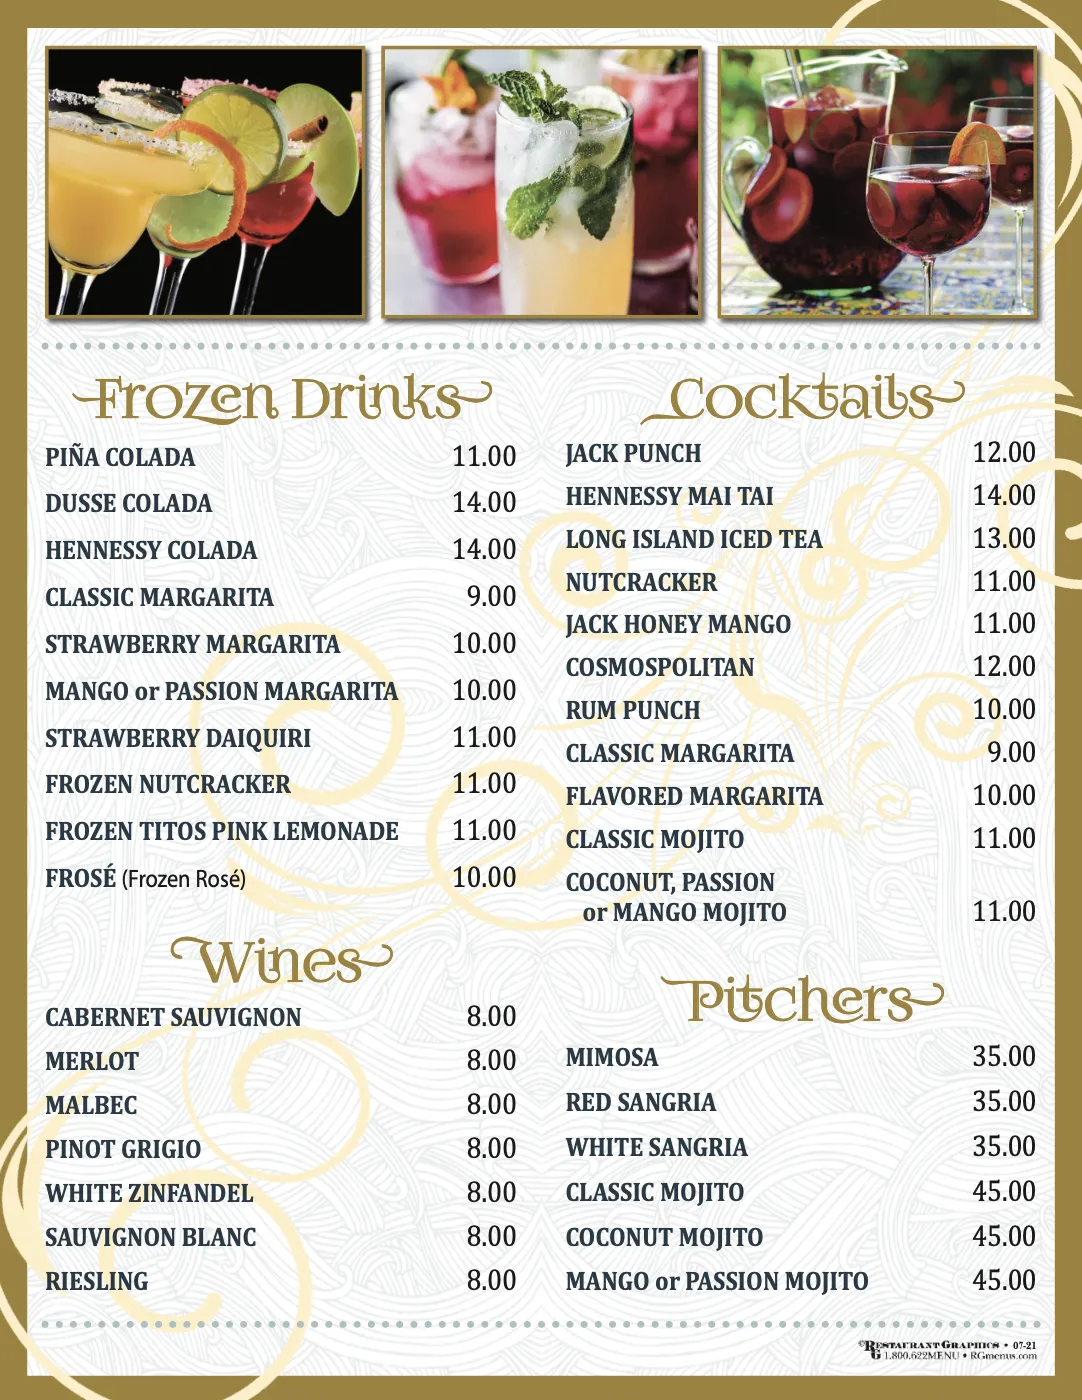 Frozen Drinks
PIÑA COLADA 11.00
DUSSE COLADA 14.00
HENNESSY COLADA 14.00
CLASSIC MARGARITA 9.00
STRAWBERRY MARGARITA 10.00
MANGO or PASSION MARGARITA 10.00
STRAWBERRY DAIQUIRI 11.00
FROZEN NUTCRACKER 11.00
FROZEN TITOS PINK LEMONADE 11.00
FROSÉ (Frozen Rosé) 10.00
Wines
CABERNET SAUVIGNON 8.00
MERLOT 8.00
MALBEC 8.00
PINOT GRIGIO 8.00
WHITE ZINFANDEL 8.00
SAUVIGNON BLANC 8.00
RIESLING 8.00
Cocktails
JACK PUNCH 12.00
HENNESSY MAI TAI 14.00
LONG ISLAND ICED TEA 13.00
NUTCRACKER 11.00
JACK HONEY MANGO 11.00
COSMOSPOLITAN 12.00
RUM PUNCH 10.00
CLASSIC MARGARITA 9.00
FLAVORED MARGARITA 10.00
CLASSIC MOJITO 11.00
COCONUT, PASSION
or MANGO MOJITO 11.00
Pitchers
MIMOSA 35.00
RED SANGRIA 35.00
WHITE SANGRIA 35.00
CLASSIC MOJITO 45.00
COCONUT MOJITO 45.00
MANGO or PASSION MOJITO 45.00
©RESTAURANT GRAPHICS • 07-21
G 1.800.622MENU • RGmenus.com